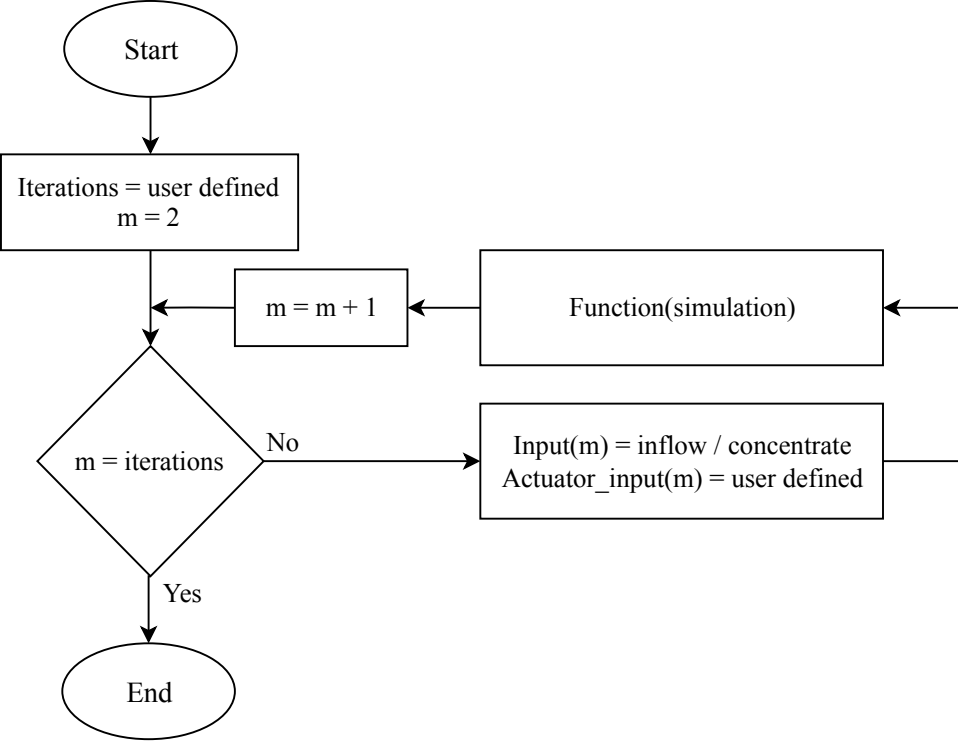 Start
Iterations = user defined
m = 2
m = m + 1
Function(simulation)
m = iterations
No
Input(m) = inflow / concentrate
Actuator_input(m) = user defined
Yes
End